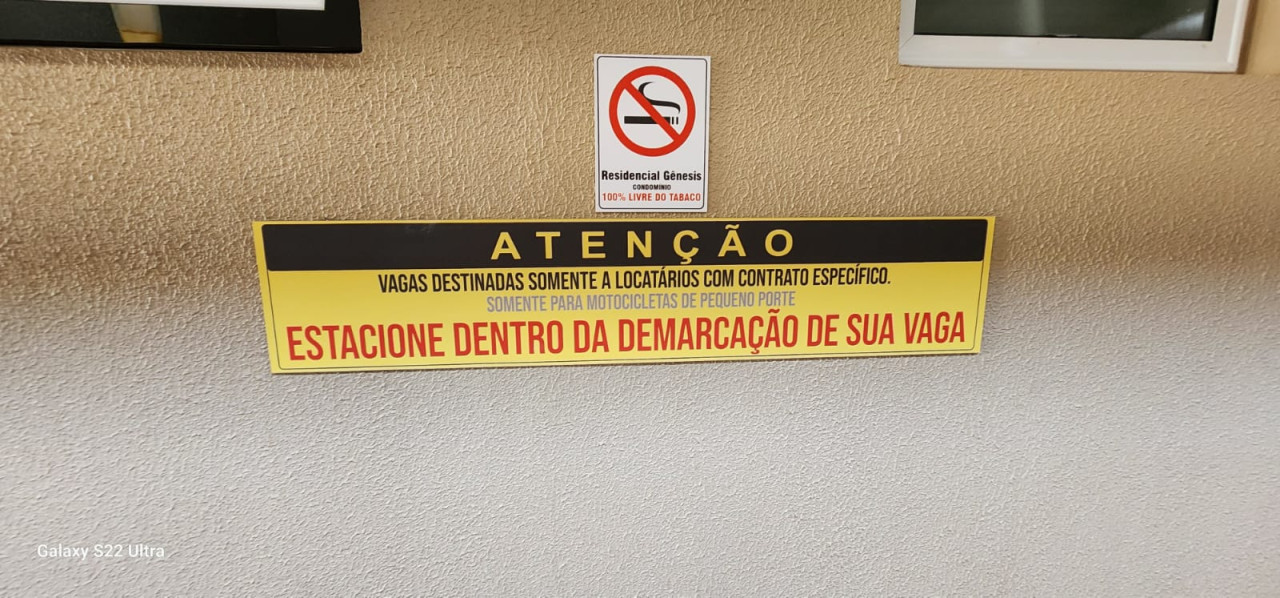 Residencial Gênesis
CONDOMÍNIO
100% LIVRE DO TABACO
ATENÇÃO
VAGAS DESTINADAS SOMENTE A LOCATÁRIOS COM CONTRATO ESPECÍFICO.
SOMENTE PARA MOTOCICLETAS DE PEQUENO PORTE
ESTACIONE DENTRO DA DEMARCAÇÃO DE SUA VAGA
Galaxy S22 Ultra